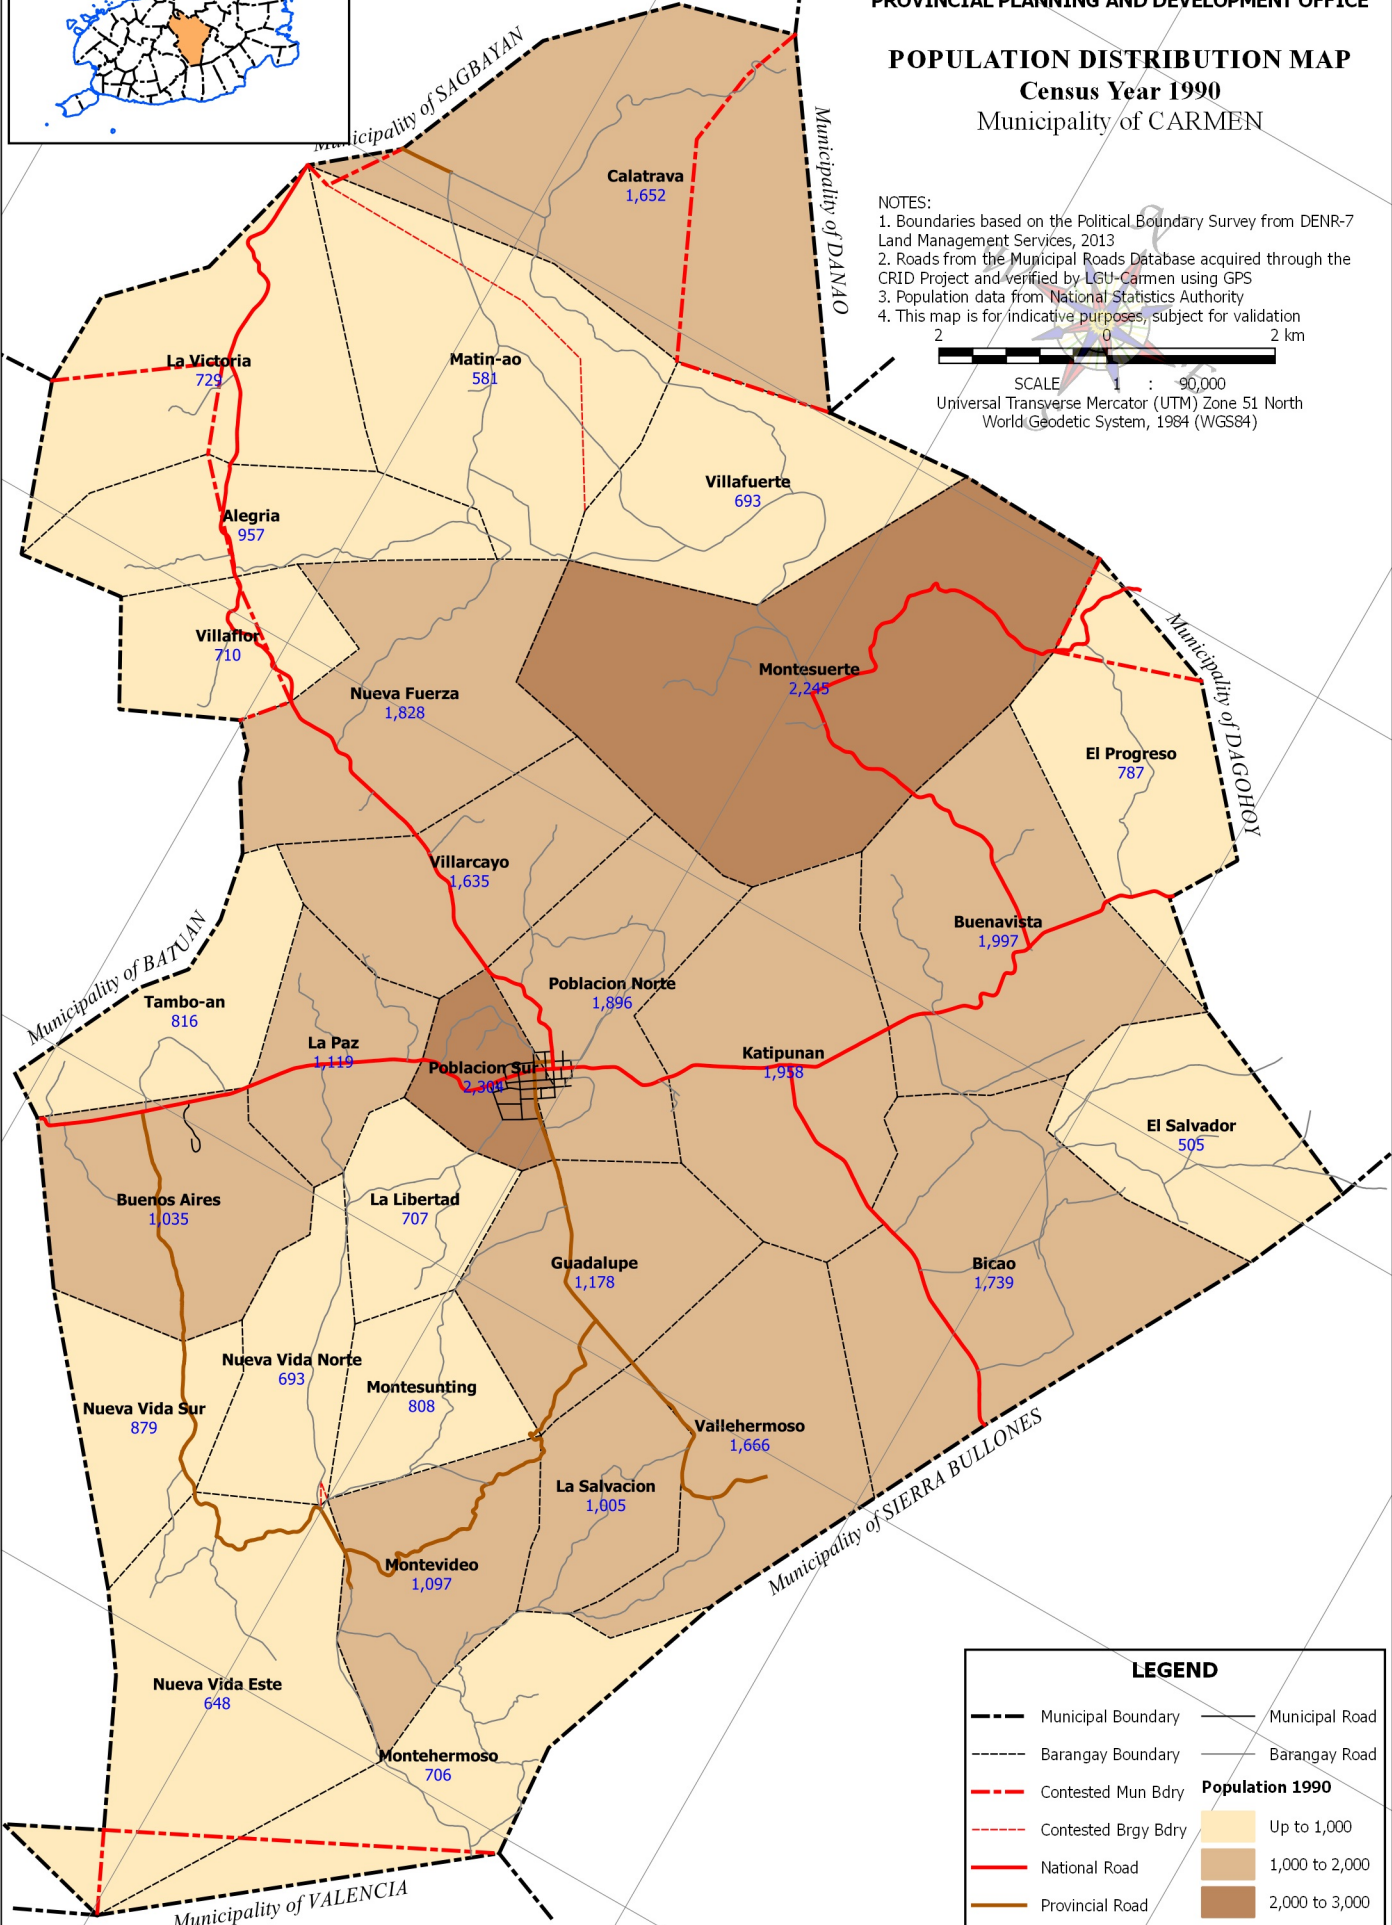 PROVINCIAL PLANNING AND DEVELOPMENT OFFICE
POPULATION DISTRIBUTION MAP
Census Year 1990
Municipality of CARMEN
NOTES:
1. Boundaries based on the Political Boundary Survey from DENR-7
Land Management Services, 2013
2. Roads from the Municipal Roads Database acquired through the
CRID Project and verified by LGU-Carmen using GPS
3. Population data from National Statistics Authority
4. This map is for indicative purposes, subject for validation
2 0 2 km
SCALE 1 : 90,000
Universal Transverse Mercator (UTM) Zone 51 North
World Geodetic System, 1984 (WGS84)
N
W
E
S
Municipality of SAGBAYAN
Municipality of DANAO
Calatrava
1,652
La Victoria
729
Matin-ao
581
Villafuerte
693
Alegria
957
Villaflor
710
Nueva Fuerza
1,828
Montesuerte
2,245
Municipality of DAGOHOY
El Progreso
787
Villarcayo
1,635
Buenavista
1,997
Municipality of BATUAN
Tambo-an
816
Poblacion Norte
1,896
La Paz
1,119
Poblacion Sur
2,304
Katipunan
1,958
El Salvador
505
Buenos Aires
1,035
La Libertad
707
Guadalupe
1,178
Bicao
1,739
Nueva Vida Norte
693
Montesunting
808
Nueva Vida Sur
879
Vallehermoso
1,666
La Salvacion
1,005
Municipality of SIERRA BULLONES
Montevideo
1,097
Nueva Vida Este
648
Montehermoso
706
Municipality of VALENCIA
LEGEND
Municipal Boundary
Barangay Boundary
Contested Mun Bdry
Contested Brgy Bdry
National Road
Provincial Road
Municipal Road
Barangay Road
Population 1990
Up to 1,000
1,000 to 2,000
2,000 to 3,000